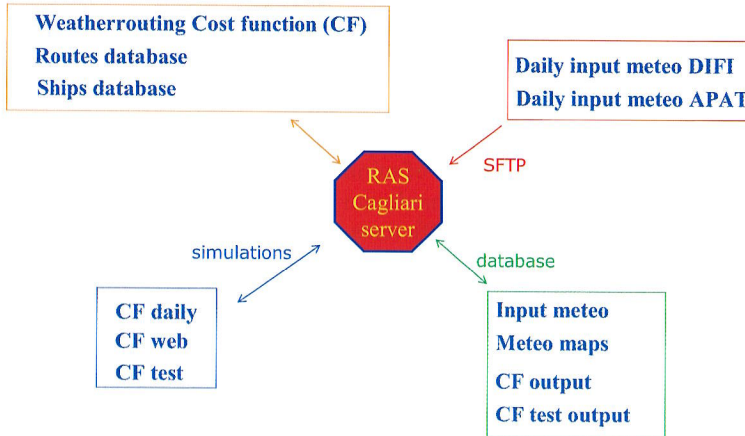 Weatherrouting Cost function (CF)
Routes database
Ships database
Daily input meteo DIFI
Daily input meteo APAT
SFTP
RAS
Cagliari
server
simulations
database
CF daily
CF web
CF test
Input meteo
Meteo maps
CF output
CF test output